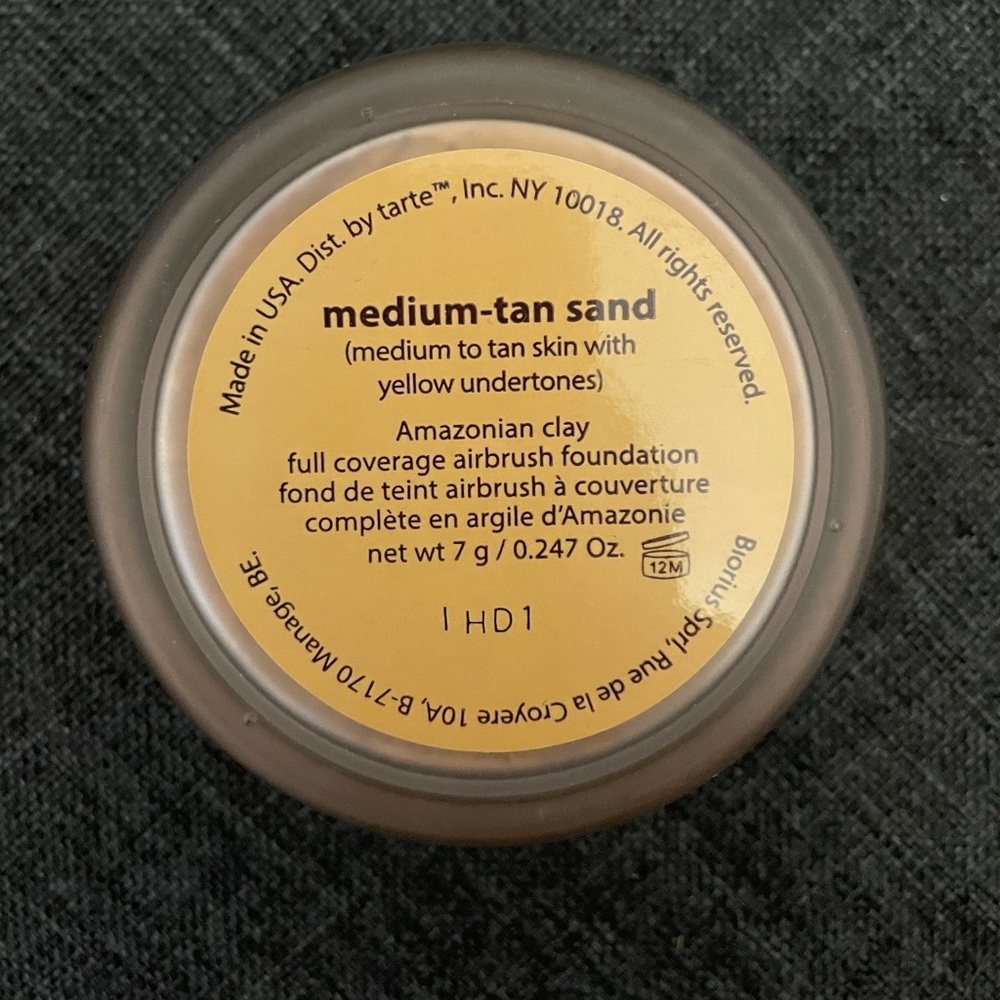 Made in USA. Dist. by tarte™, Inc. NY 10018. All rights reserved.
medium-tan sand
(medium to tan skin with
yellow undertones)
Amazonian clay
full coverage airbrush foundation
fond de teint airbrush à couverture
complète en argile d'Amazonie
net wt 7 g / 0.247 Oz.
12M
I HD1
Biorius Sprl, Rue de la Croyere 10A, B-7170 Manage, BE.